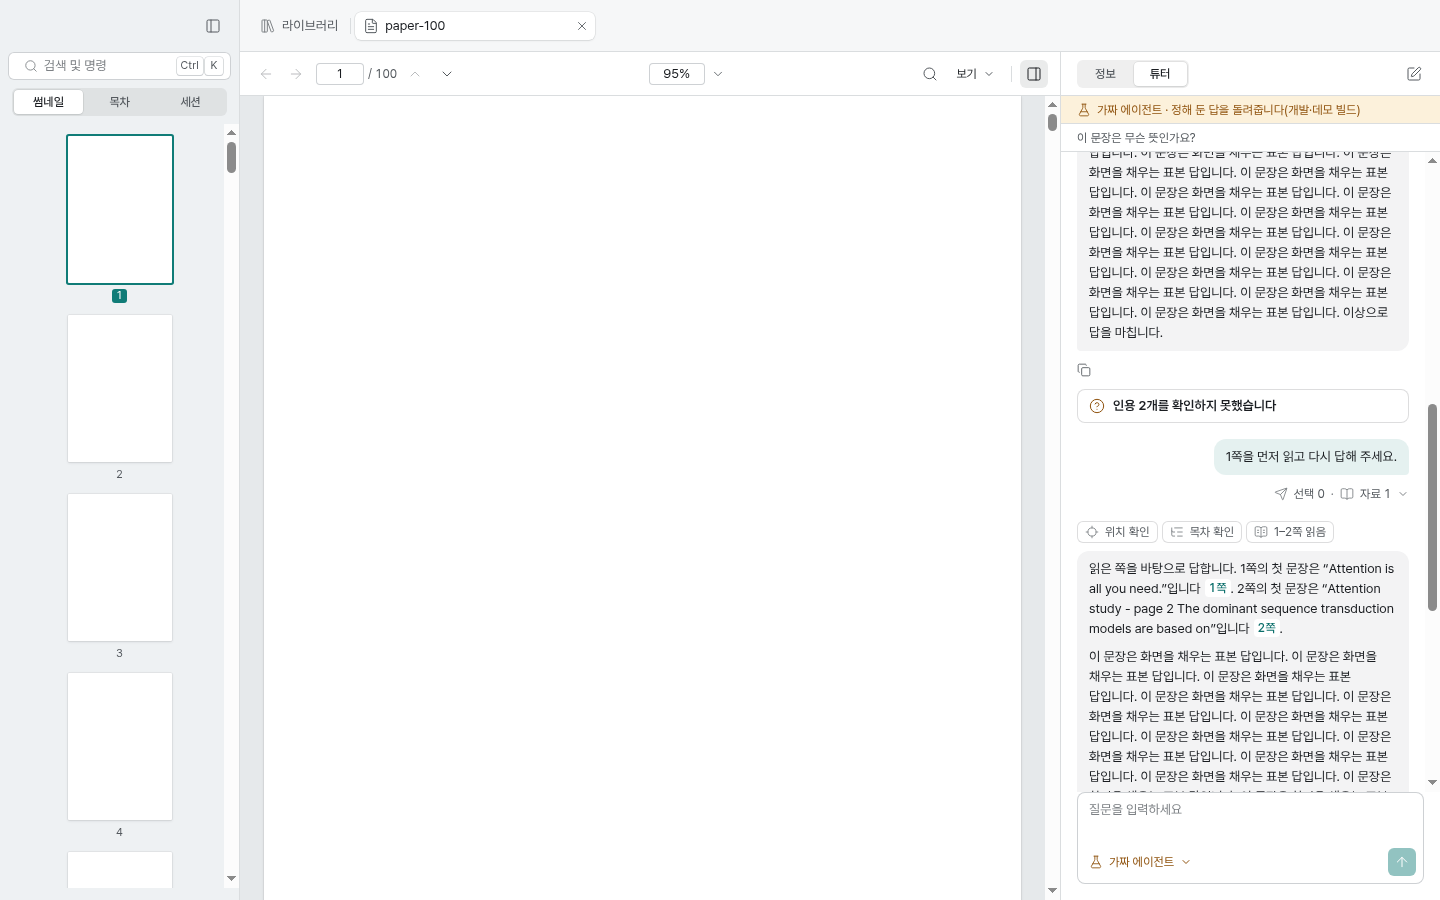 라이브러리
paper-100
검색 및 명령
Ctrl
K
썸네일
목차
세션
1
2
3
4
1
/ 100
95%
보기
정보
튜터
가짜 에이전트 · 정해 둔 답을 돌려줍니다(개발·데모 빌드)
이 문장은 무슨 뜻인가요?
답입니다. 이 문장은 화면을 채우는 표본 답입니다. 이 문장은
화면을 채우는 표본 답입니다. 이 문장은 화면을 채우는 표본
답입니다. 이 문장은 화면을 채우는 표본 답입니다. 이 문장은
화면을 채우는 표본 답입니다. 이 문장은 화면을 채우는 표본
답입니다. 이 문장은 화면을 채우는 표본 답입니다. 이 문장은
화면을 채우는 표본 답입니다. 이 문장은 화면을 채우는 표본
답입니다. 이 문장은 화면을 채우는 표본 답입니다. 이 문장은
화면을 채우는 표본 답입니다. 이 문장은 화면을 채우는 표본
답입니다. 이 문장은 화면을 채우는 표본 답입니다. 이상으로
답을 마칩니다.
인용 2개를 확인하지 못했습니다
1쪽을 먼저 읽고 다시 답해 주세요.
선택 0 · 자료 1
위치 확인
목차 확인
1–2쪽 읽음
읽은 쪽을 바탕으로 답합니다. 1쪽의 첫 문장은 “Attention is
all you need.”입니다 1쪽 . 2쪽의 첫 문장은 “Attention
study - page 2 The dominant sequence transduction
models are based on”입니다 2쪽 .
이 문장은 화면을 채우는 표본 답입니다. 이 문장은 화면을
채우는 표본 답입니다. 이 문장은 화면을 채우는 표본
답입니다. 이 문장은 화면을 채우는 표본 답입니다. 이 문장은
화면을 채우는 표본 답입니다. 이 문장은 화면을 채우는 표본
답입니다. 이 문장은 화면을 채우는 표본 답입니다. 이 문장은
화면을 채우는 표본 답입니다. 이 문장은 화면을 채우는 표본
답입니다. 이 문장은 화면을 채우는 표본 답입니다. 이 문장은
질문을 입력하세요
가짜 에이전트